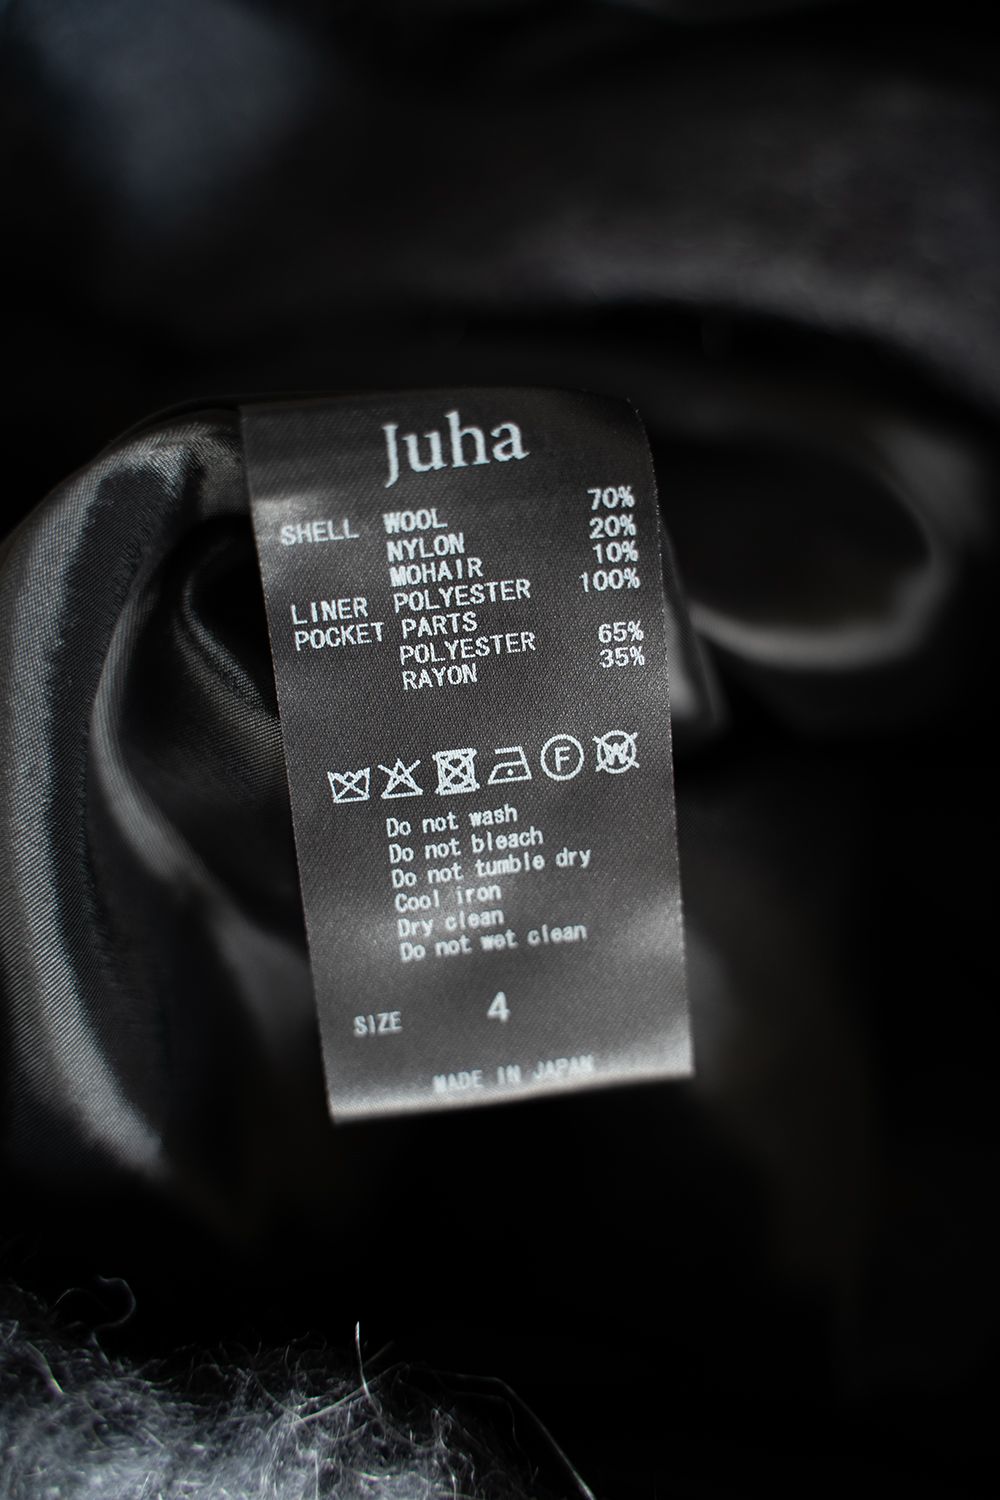 Juha
SHELL WOOL 70%
NYLON 20%
MOHAIR 10%
LINER POLYESTER 100%
POCKET PARTS
POLYESTER 65%
RAYON 35%
F W
Do not wash
Do not bleach
Do not tumble dry
Cool iron
Dry clean
Do not wet clean
SIZE 4
MADE IN JAPAN